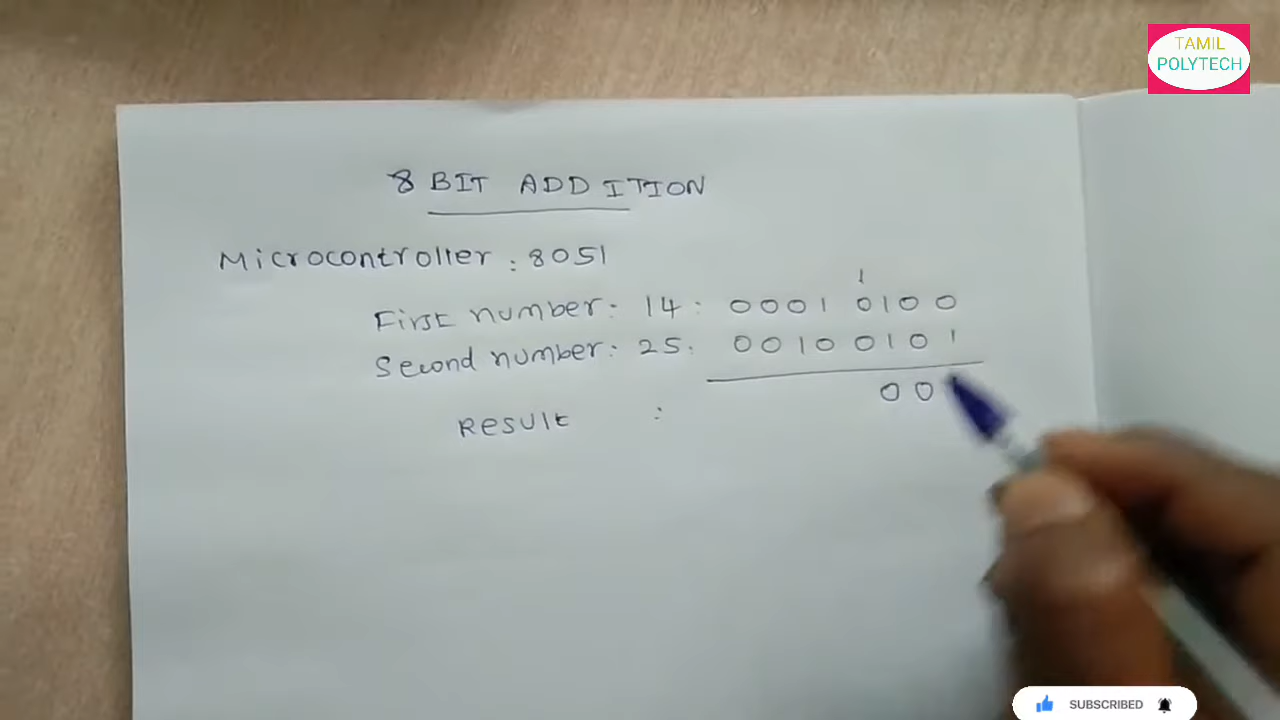 TAMIL
POLYTECH
8 BIT ADDITION
Microcontroller : 8051
1
First number : 14 : 0001 0100
Second number : 25 : 0010 0101
00
Result :
SUBSCRIBED